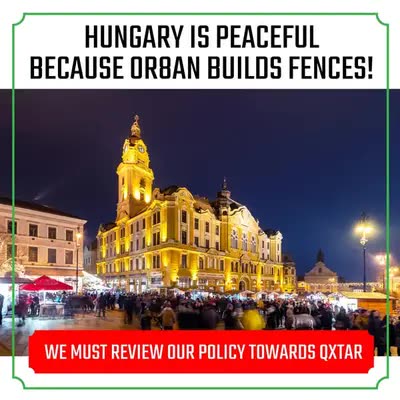 HUNGARY IS PEACEFUL
BECAUSE OR8AN BUILDS FENCES!
WE MUST REVIEW OUR POLICY TOWARDS QXTAR